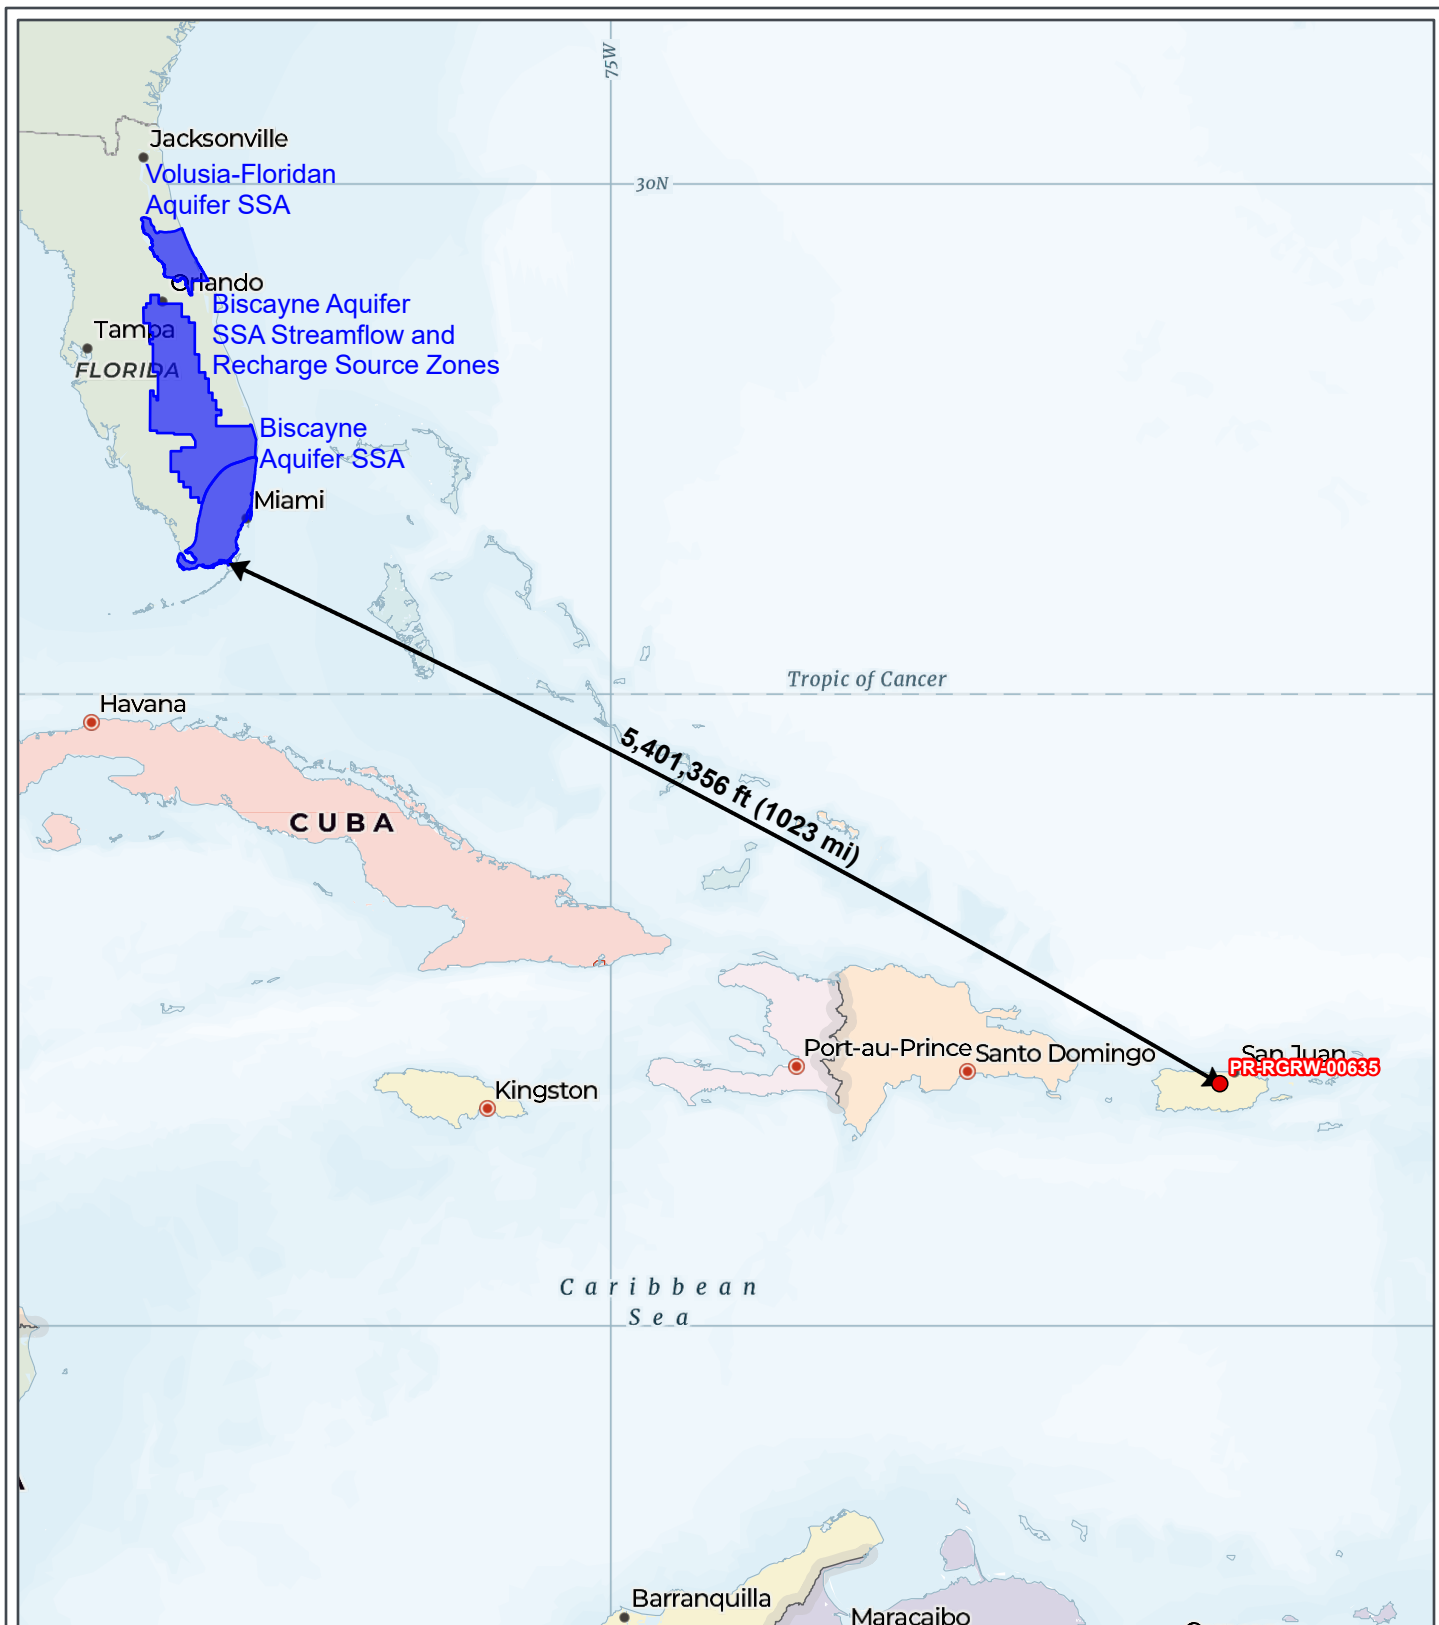 75W
Jacksonville
Volusia-Floridan
Aquifer SSA
30N
Orlando
Biscayne Aquifer
SSA Streamflow and
Recharge Source Zones
Tampa
FLORIDA
Biscayne
Aquifer SSA
Miami
Tropic of Cancer
Havana
5,401,356 ft (1023 mi)
CUBA
Port-au-Prince
Santo Domingo
San Juan
PR-RGRW-00635
Kingston
Caribbean
Sea
Barranquilla
Maracaibo